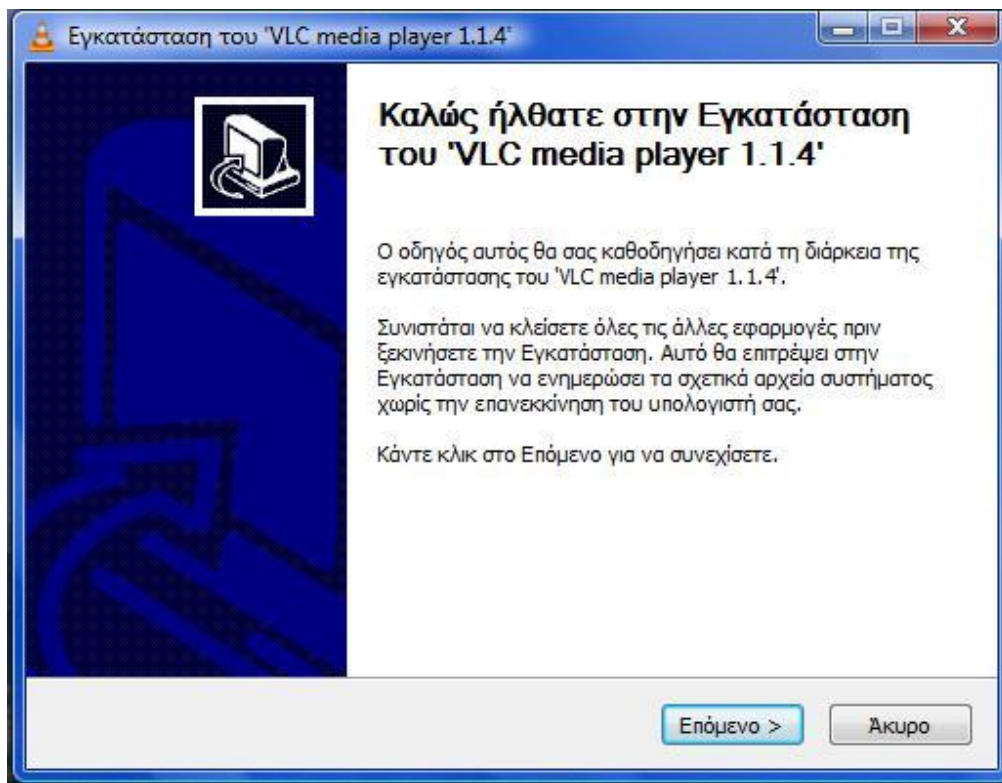 Εγκατάσταση του 'VLC media player 1.1.4'
Καλώς ήλθατε στην Εγκατάσταση
του 'VLC media player 1.1.4'
Ο οδηγός αυτός θα σας καθοδηγήσει κατά τη διάρκεια της
εγκατάστασης του 'VLC media player 1.1.4'.
Συνιστάται να κλείσετε όλες τις άλλες εφαρμογές πριν
ξεκινήσετε την Εγκατάσταση. Αυτό θα επιτρέψει στην
Εγκατάσταση να ενημερώσει τα σχετικά αρχεία συστήματος
χωρίς την επανεκκίνηση του υπολογιστή σας.
Κάντε κλικ στο Επόμενο για να συνεχίσετε.
Επόμενο >
Άκυρο